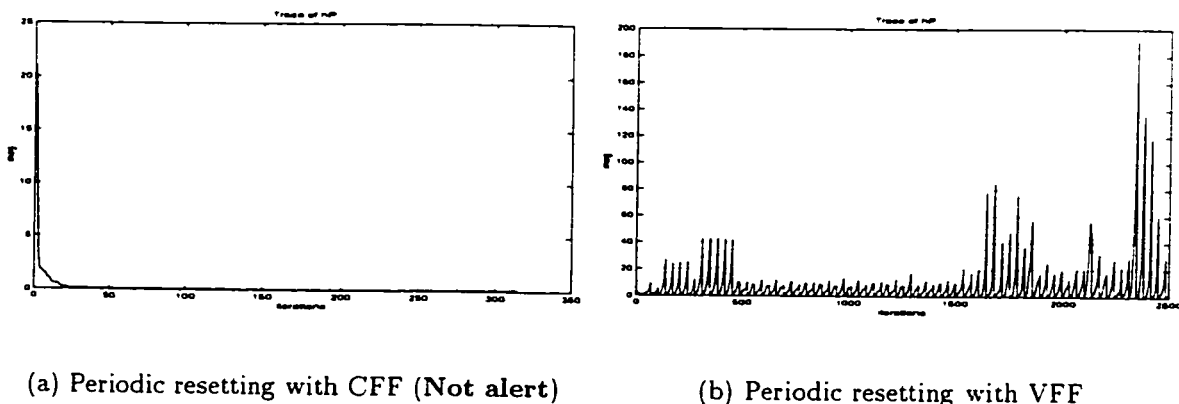 Trace of NP
25
20
15
10
5
0
0 50 100 150 200 250 300 350
Iterations
(a) Periodic resetting with CFF (Not alert)
Trace of NP
200
180
160
140
120
100
80
60
40
20
0
0 500 1000 1500 2000 2500
Iterations
(b) Periodic resetting with VFF